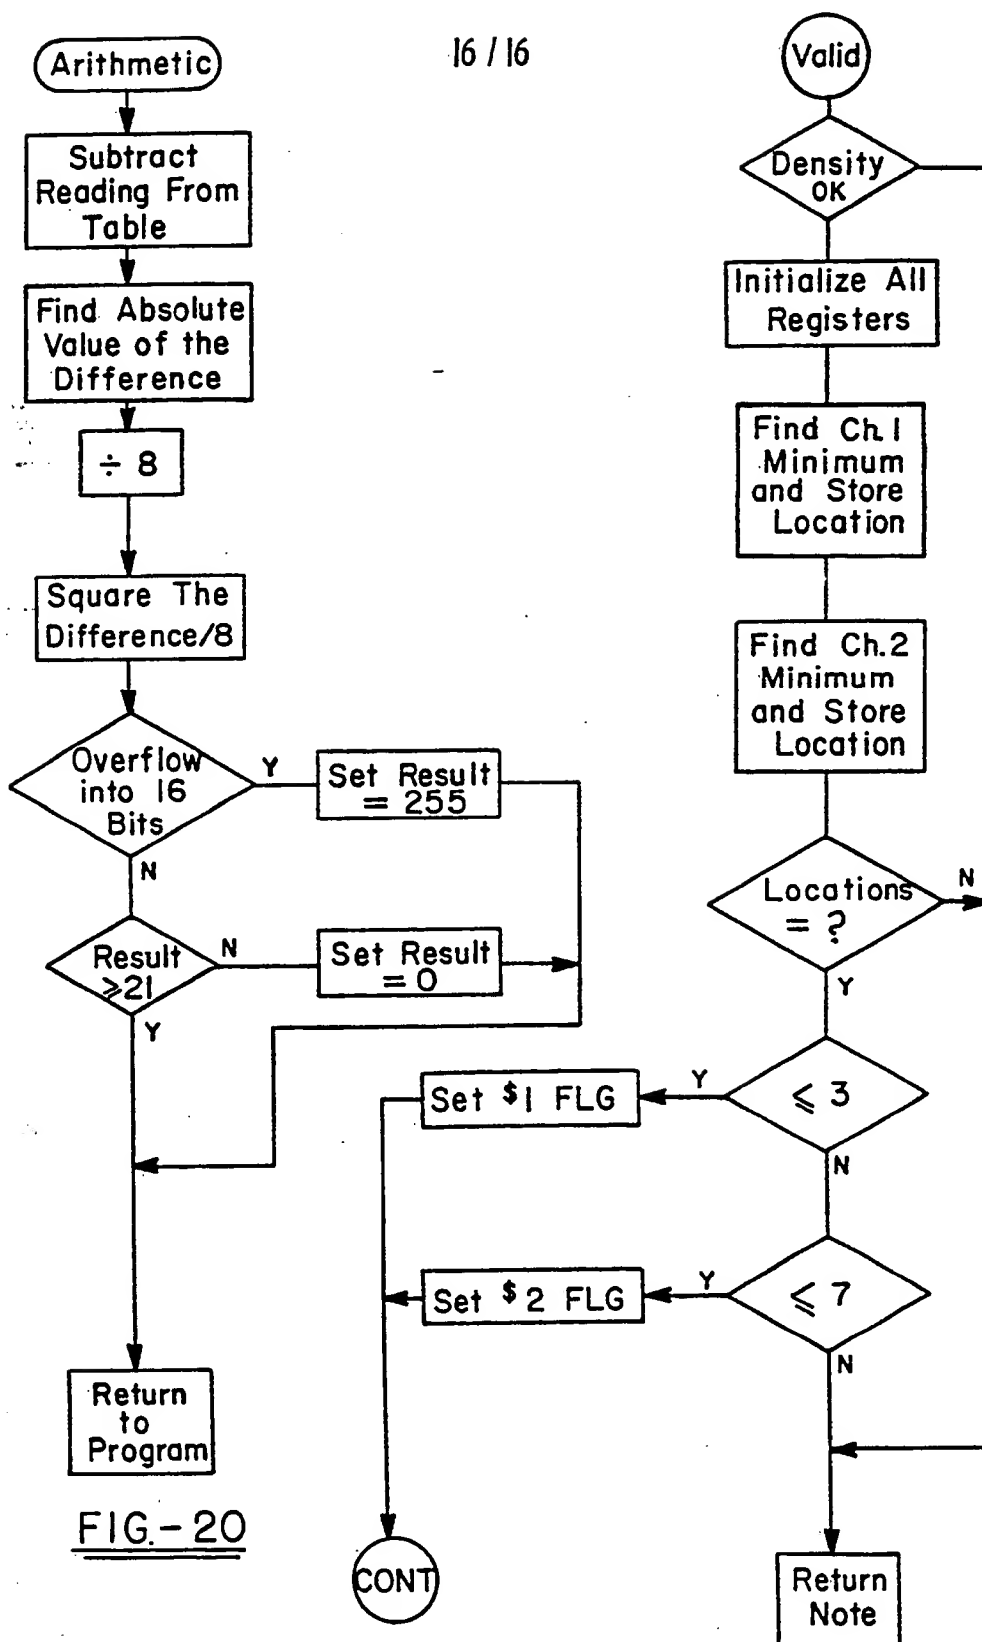 16 / 16
Arithmetic
Subtract
Reading From
Table
Find Absolute
Value of the
Difference
÷ 8
Square The
Difference/8
Overflow
into 16
Bits
Y
Set Result
= 255
N
Result
⩾21
N
Set Result
= 0
Y
Return
to
Program
FIG.-20
Valid
Density
OK
Initialize All
Registers
Find Ch.1
Minimum
and Store
Location
Find Ch.2
Minimum
and Store
Location
Locations
= ?
N
Y
⩽ 3
Y
Set $1 FLG
N
⩽ 7
Y
Set $2 FLG
N
CONT
Return
Note